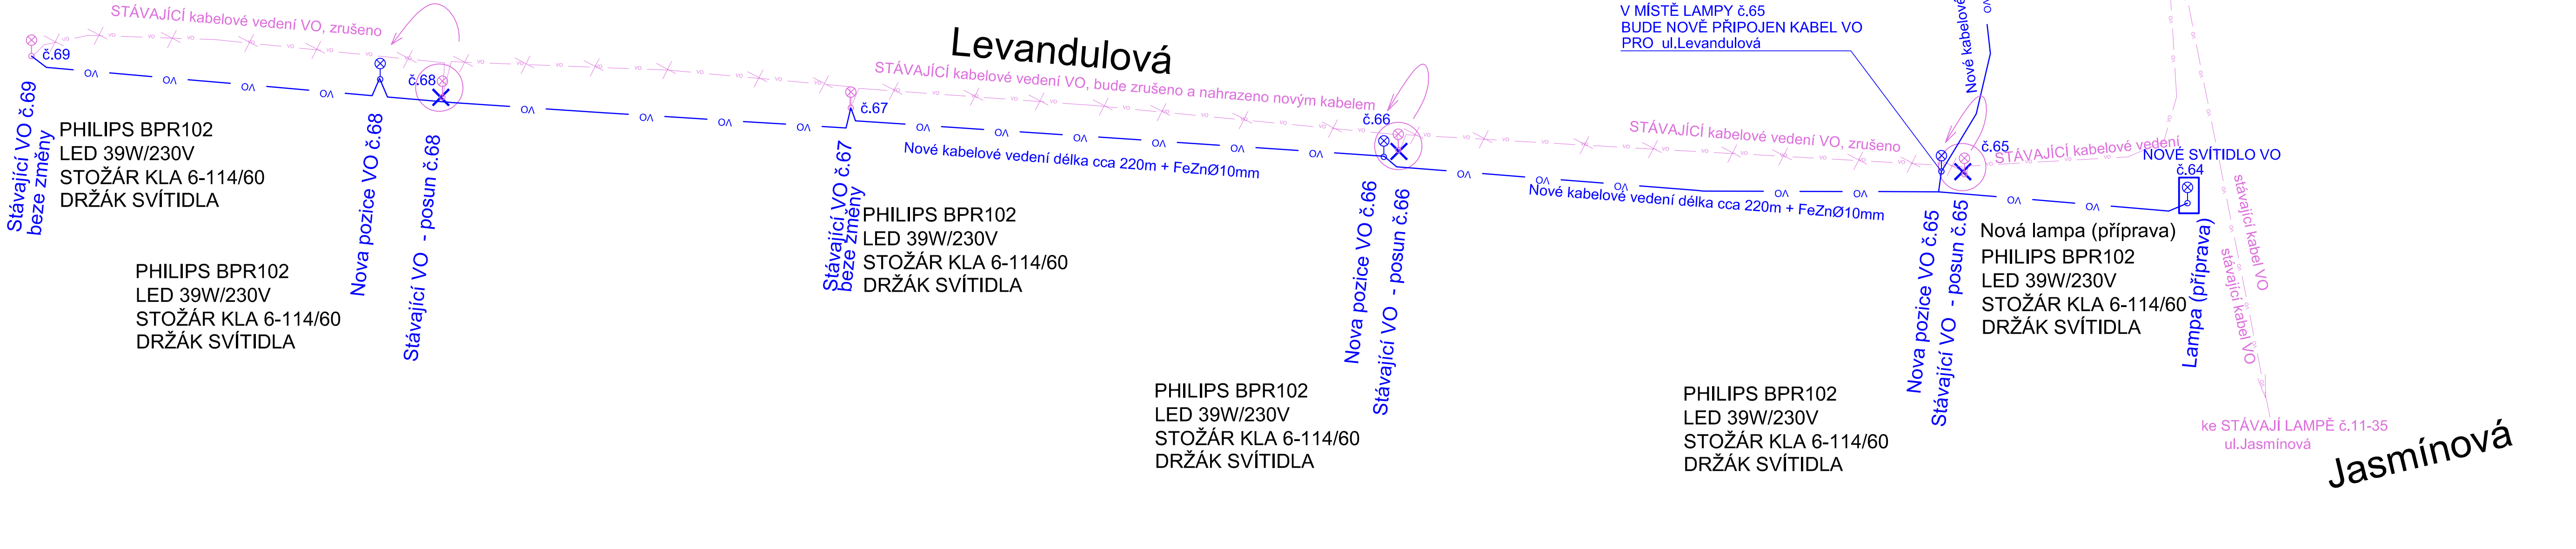 STÁVAJÍCÍ kabelové vedení VO, zrušeno
č.69
č.68
Levandulová
STÁVAJÍCÍ kabelové vedení VO, bude zrušeno a nahrazeno novým kabelem
č.67
č.66
V MÍSTĚ LAMPY č.65
BUDE NOVĚ PŘIPOJEN KABEL VO
PRO ul.Levandulová
Nové kabelové
STÁVAJÍCÍ kabelové vedení VO, zrušeno
č.65
STÁVAJÍCÍ kabelové vedení
NOVÉ SVÍTIDLO VO
č.64
Stávající VO č.69
beze změny
PHILIPS BPR102
LED 39W/230V
STOŽÁR KLA 6-114/60
DRŽÁK SVÍTIDLA
Nova pozice VO č.68
Stávající VO - posun č.68
PHILIPS BPR102
LED 39W/230V
STOŽÁR KLA 6-114/60
DRŽÁK SVÍTIDLA
Stávající VO č.67
beze změny
PHILIPS BPR102
LED 39W/230V
STOŽÁR KLA 6-114/60
DRŽÁK SVÍTIDLA
Nové kabelové vedení délka cca 220m + FeZnØ10mm
Nova pozice VO č.66
Stávající VO - posun č.66
PHILIPS BPR102
LED 39W/230V
STOŽÁR KLA 6-114/60
DRŽÁK SVÍTIDLA
Nové kabelové vedení délka cca 220m + FeZnØ10mm
Nova pozice VO č.65
Stávající VO - posun č.65
PHILIPS BPR102
LED 39W/230V
STOŽÁR KLA 6-114/60
DRŽÁK SVÍTIDLA
Nová lampa (příprava)
PHILIPS BPR102
LED 39W/230V
STOŽÁR KLA 6-114/60
DRŽÁK SVÍTIDLA
Lampa (příprava)
stávající kabel VO
stávající kabel VO
ke STÁVAJÍ LAMPĚ č.11-35
ul.Jasmínová
Jasmínová